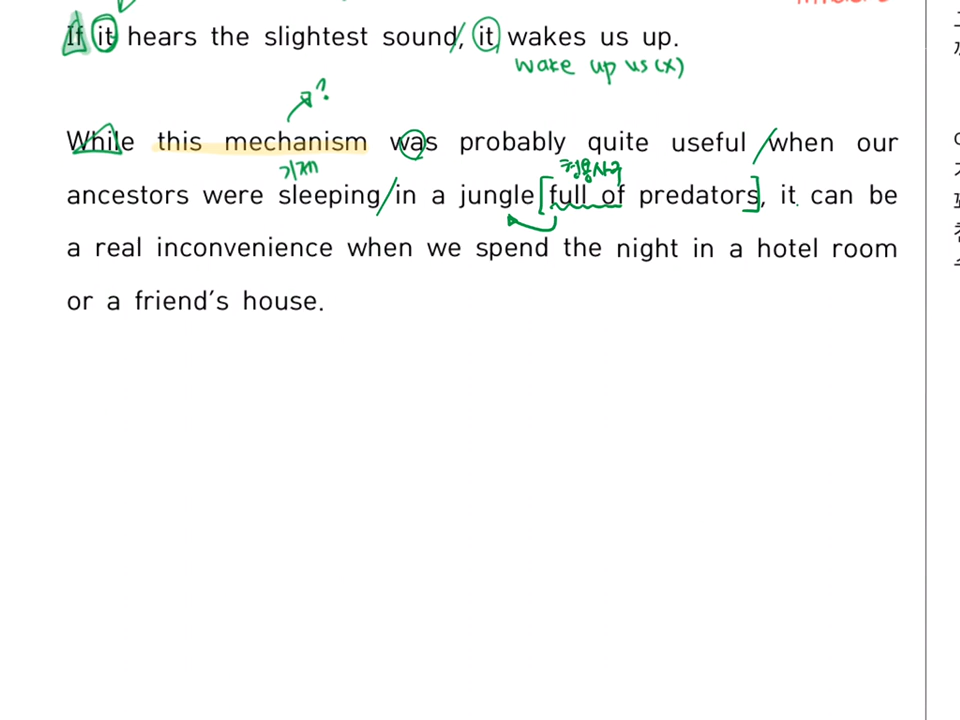 If it hears the slightest sound, it wakes us up.
wake up us (x)
?
While this mechanism was probably quite useful when our
기제 형용사구
ancestors were sleeping in a jungle [full of predators], it can be
a real inconvenience when we spend the night in a hotel room
or a friend's house.